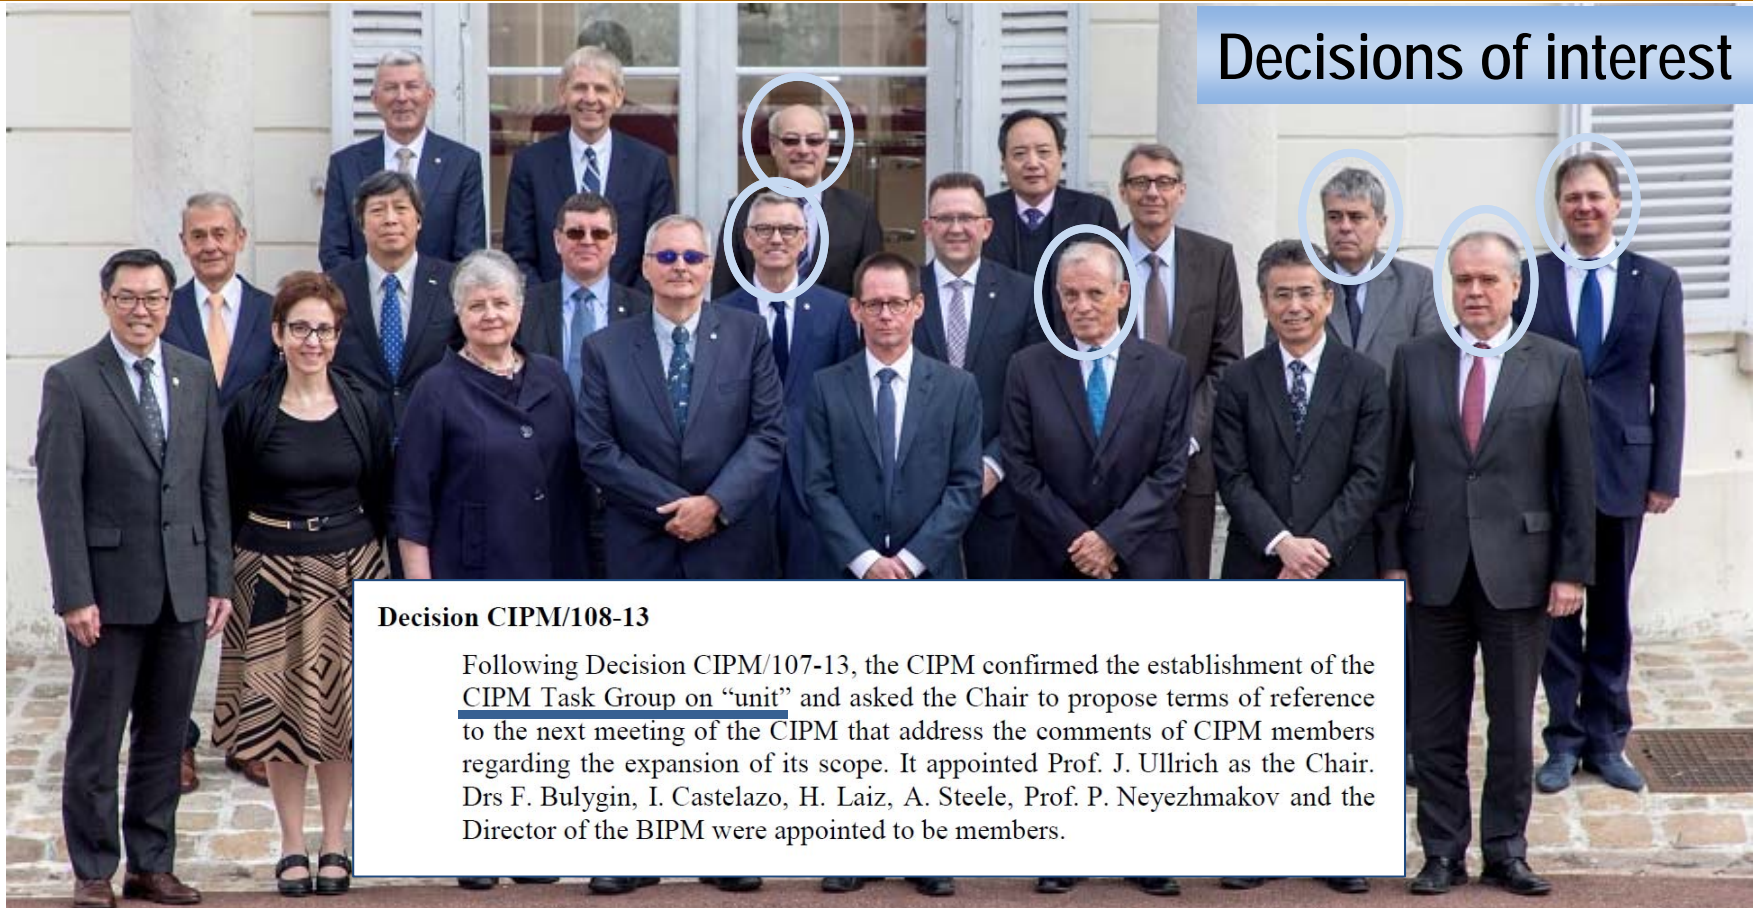 Decisions of interest
Decision CIPM/108-13
Following Decision CIPM/107-13, the CIPM confirmed the establishment of the
CIPM Task Group on “unit” and asked the Chair to propose terms of reference
to the next meeting of the CIPM that address the comments of CIPM members
regarding the expansion of its scope. It appointed Prof. J. Ullrich as the Chair.
Drs F. Bulygin, I. Castelazo, H. Laiz, A. Steele, Prof. P. Neyezhmakov and the
Director of the BIPM were appointed to be members.